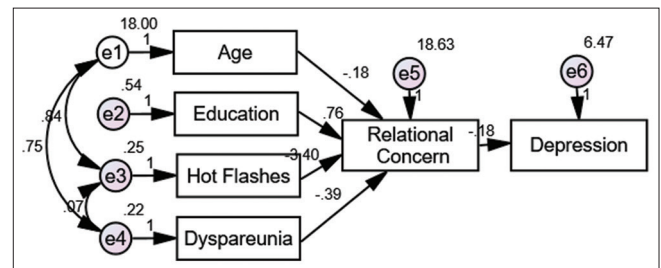 18.00
e1
1
Age
-.18
18.63
e5
1
6.47
e6
1
.54
e2
1
Education
.76
Relational
Concern
-.18
Depression
.84
.75
.25
e3
1
Hot Flashes
-3.40
.07
.22
e4
1
Dyspareunia
-.39